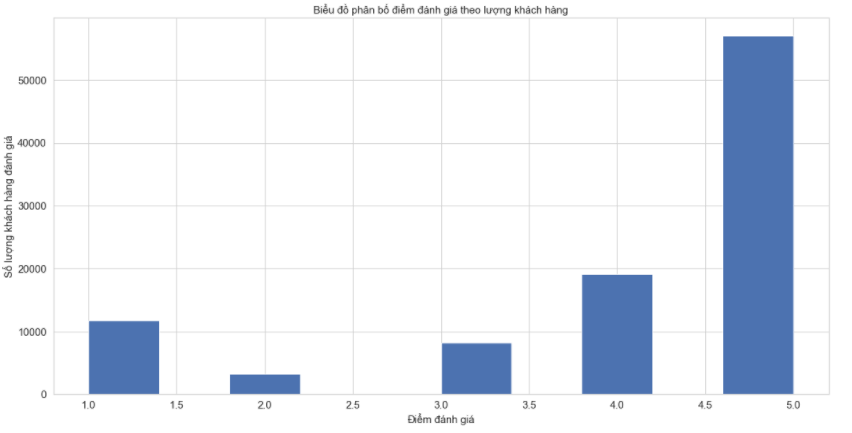 Biểu đồ phân bố điểm đánh giá theo lượng khách hàng
Số lượng khách hàng đánh giá
50000
40000
30000
20000
10000
0
1.0 1.5 2.0 2.5 3.0 3.5 4.0 4.5 5.0
Điểm đánh giá